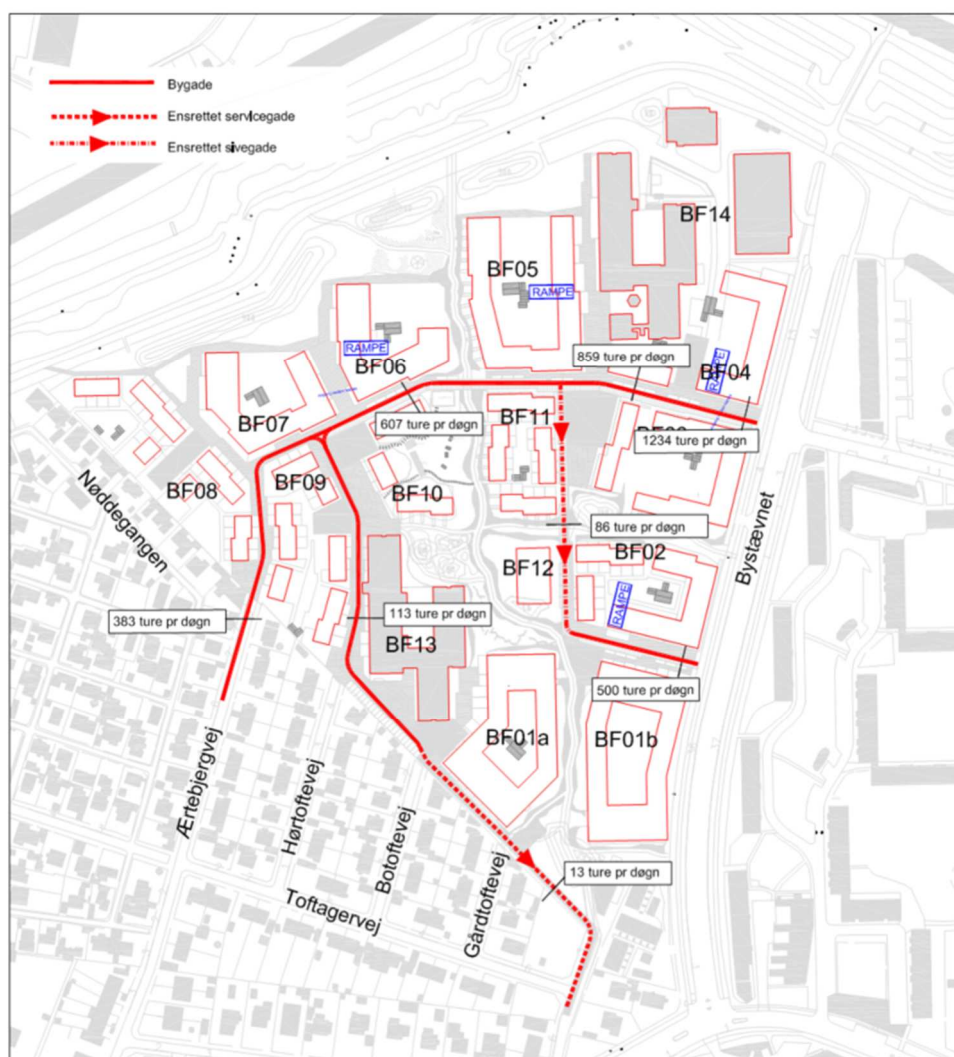 Bygade
Ensrettet servicegade
Ensrettet sivegade
BF14
BF05
RAMPE
859 ture pr døgn
RAMPE
BF06
BF04
RAMPE
BF11
607 ture pr døgn
BF07
1234 ture pr døgn
BF09
BF08
BF10
Nøddegangen
86 ture pr døgn
BF02
Bystævnet
BF12
RAMPE
383 ture pr døgn
113 ture pr døgn
BF13
500 ture pr døgn
BF01a
BF01b
Ærtebjergvej
Hørtoftevej
Botoftevej
13 ture pr døgn
Toftagervej
Gårdtoftevej